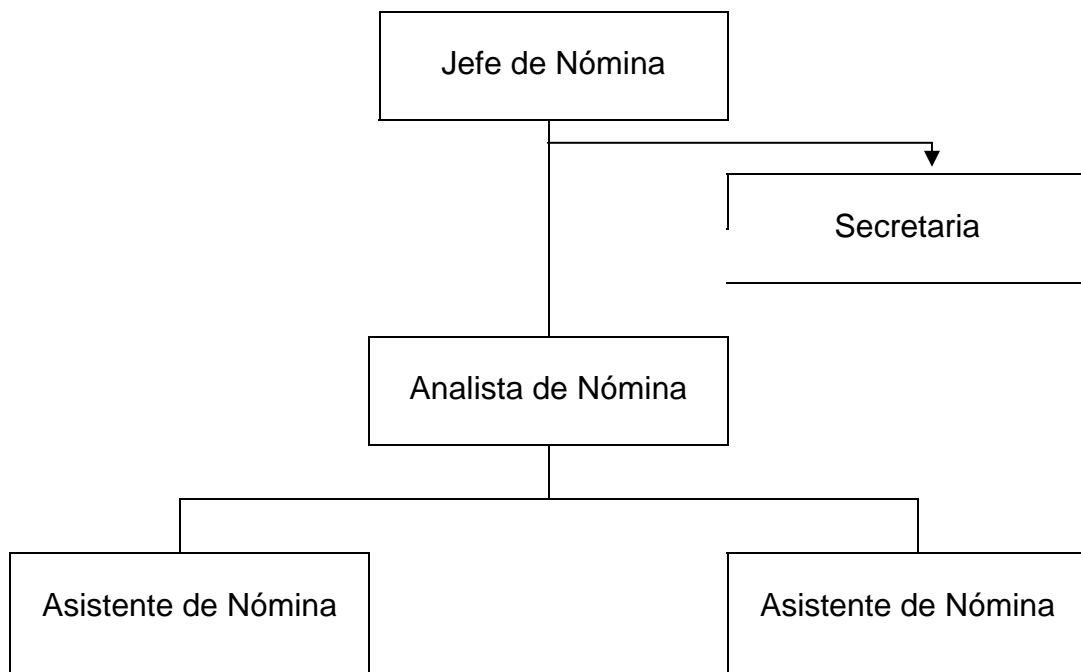 Jefe de Nómina
Secretaria
Analista de Nómina
Asistente de Nómina
Asistente de Nómina